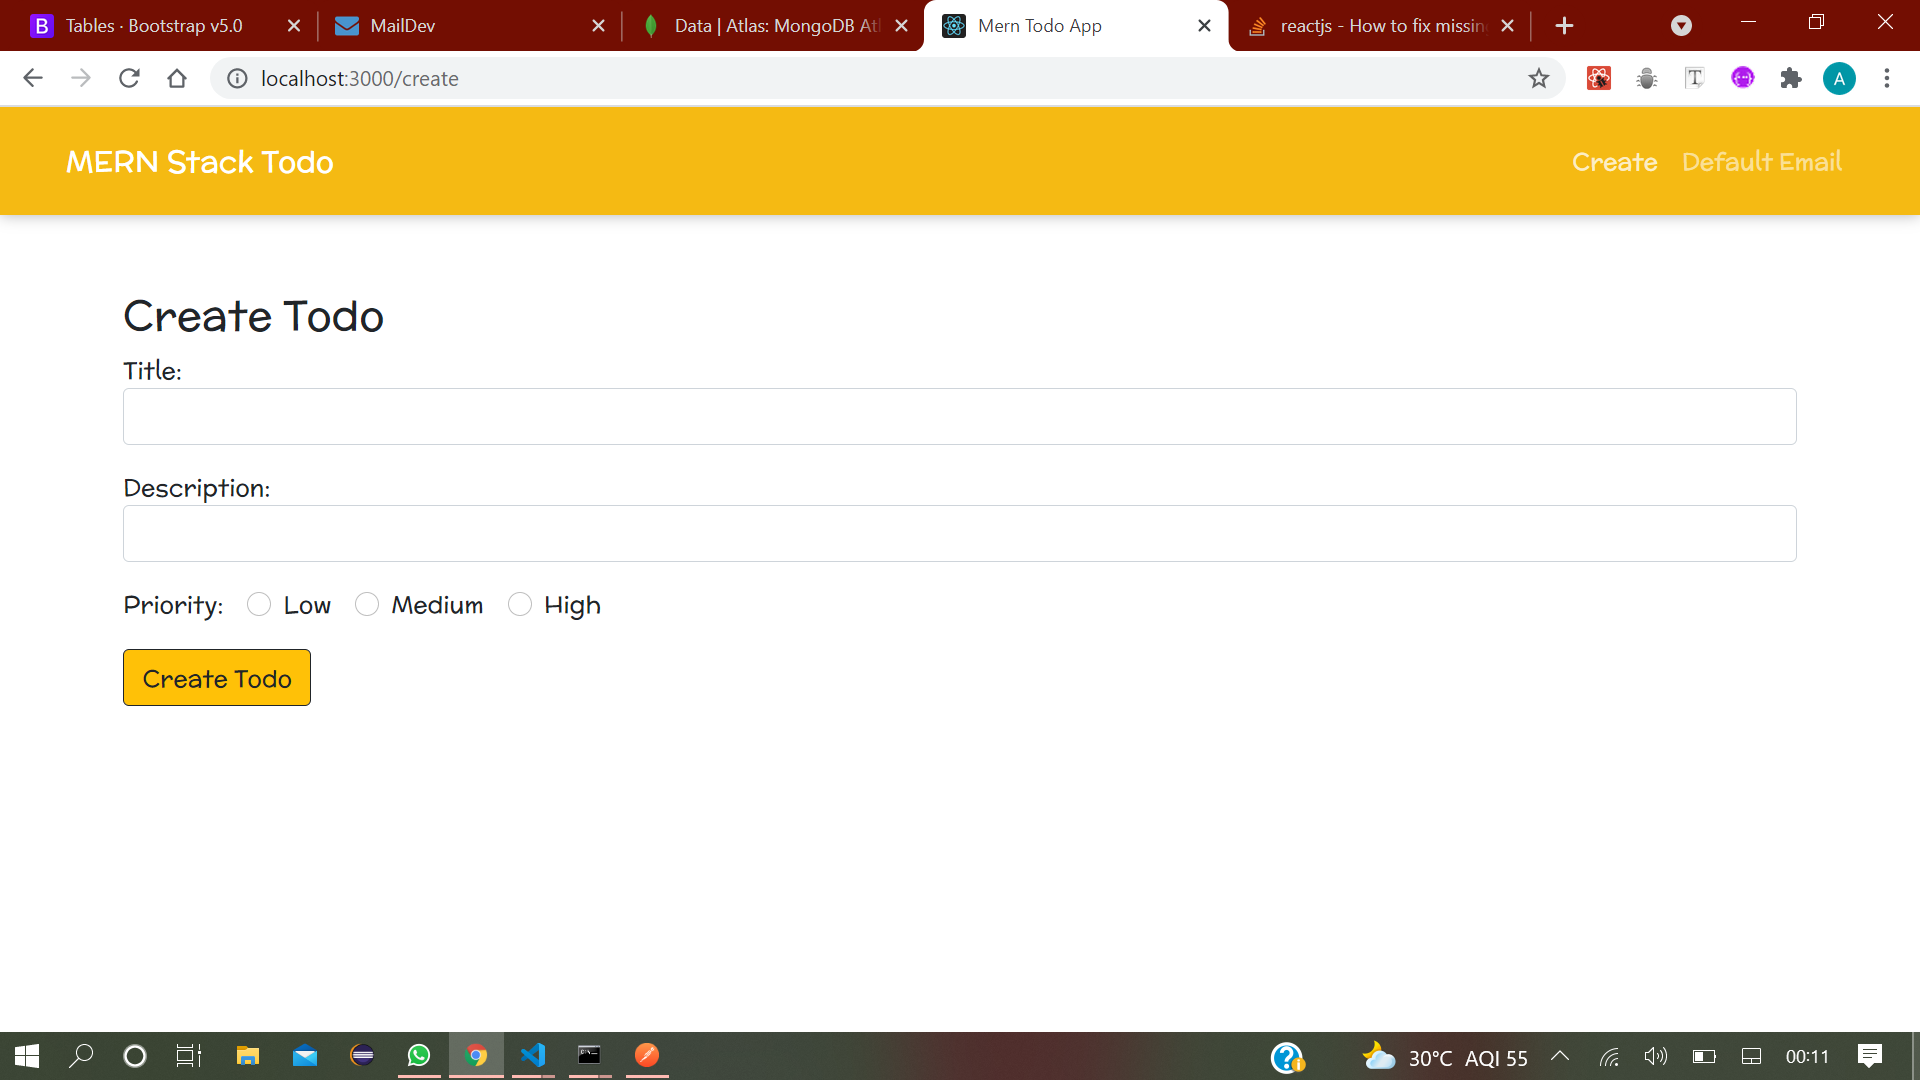 Tables · Bootstrap v5.0
MailDev
Data | Atlas: MongoDB Atl
Mern Todo App
reactjs - How to fix missing
localhost:3000/create
A
MERN Stack Todo
Create
Default Email
Create Todo
Title:
Description:
Priority: Low Medium High
Create Todo
30°C AQI 55
00:11